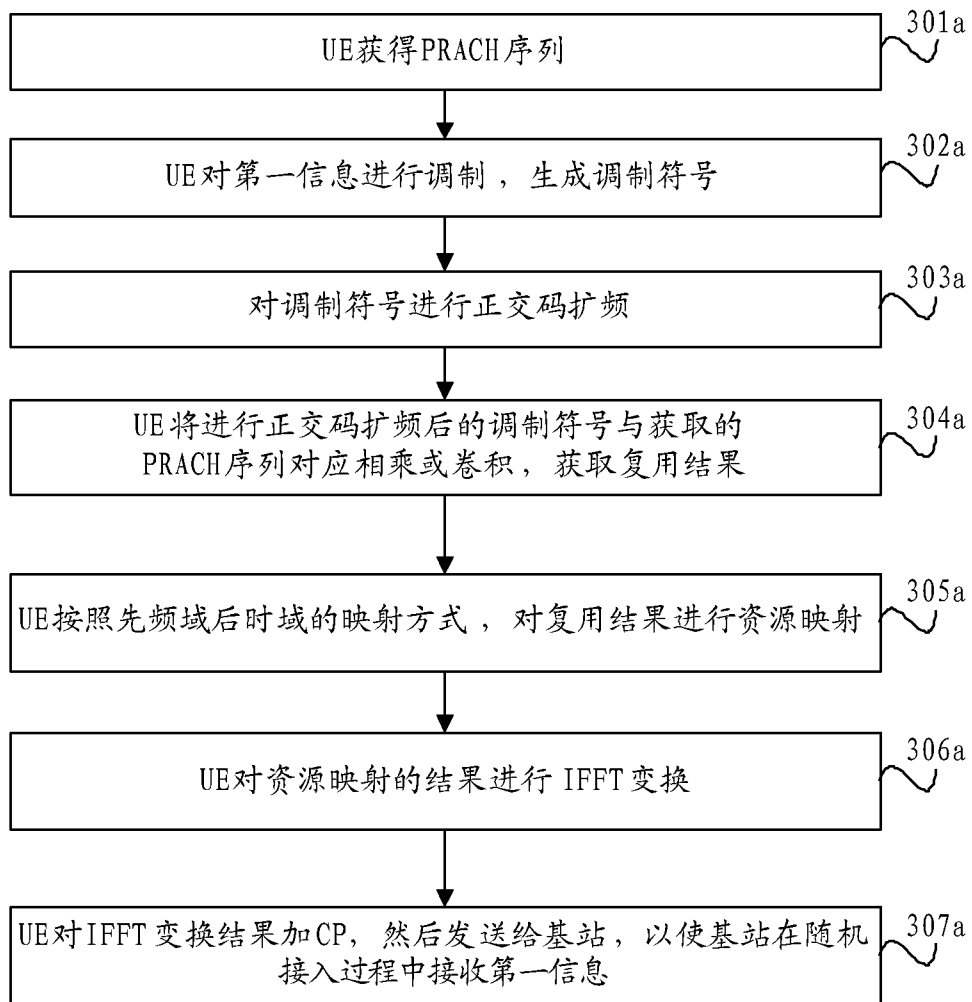 301a
UE获得PRACH序列
302a
UE对第一信息进行调制，生成调制符号
303a
对调制符号进行正交码扩频
304a
UE将进行正交码扩频后的调制符号与获取的
PRACH序列对应相乘或卷积，获取复用结果
305a
UE按照先频域后时域的映射方式，对复用结果进行资源映射
306a
UE对资源映射的结果进行IFFT变换
307a
UE对IFFT变换结果加CP，然后发送给基站，以使基站在随机
接入过程中接收第一信息